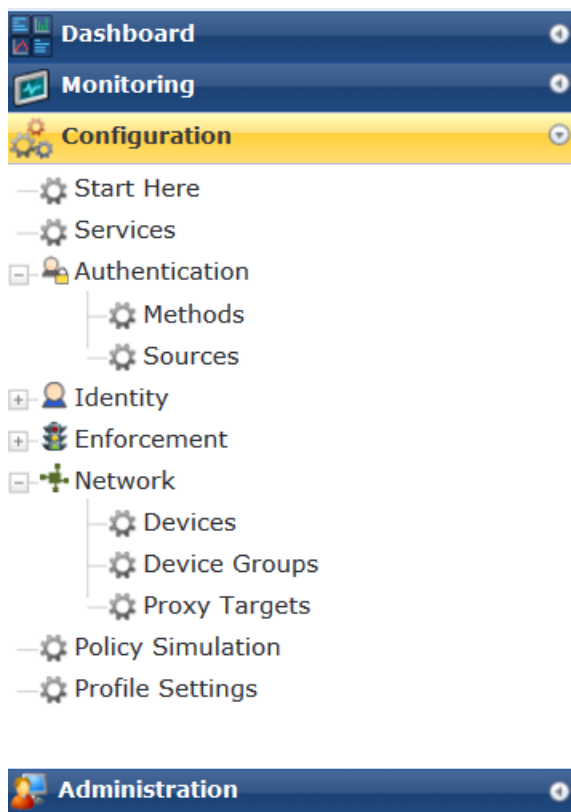 Dashboard
Monitoring
Configuration
Start Here
Services
Authentication
Methods
Sources
Identity
Enforcement
Network
Devices
Device Groups
Proxy Targets
Policy Simulation
Profile Settings
Administration